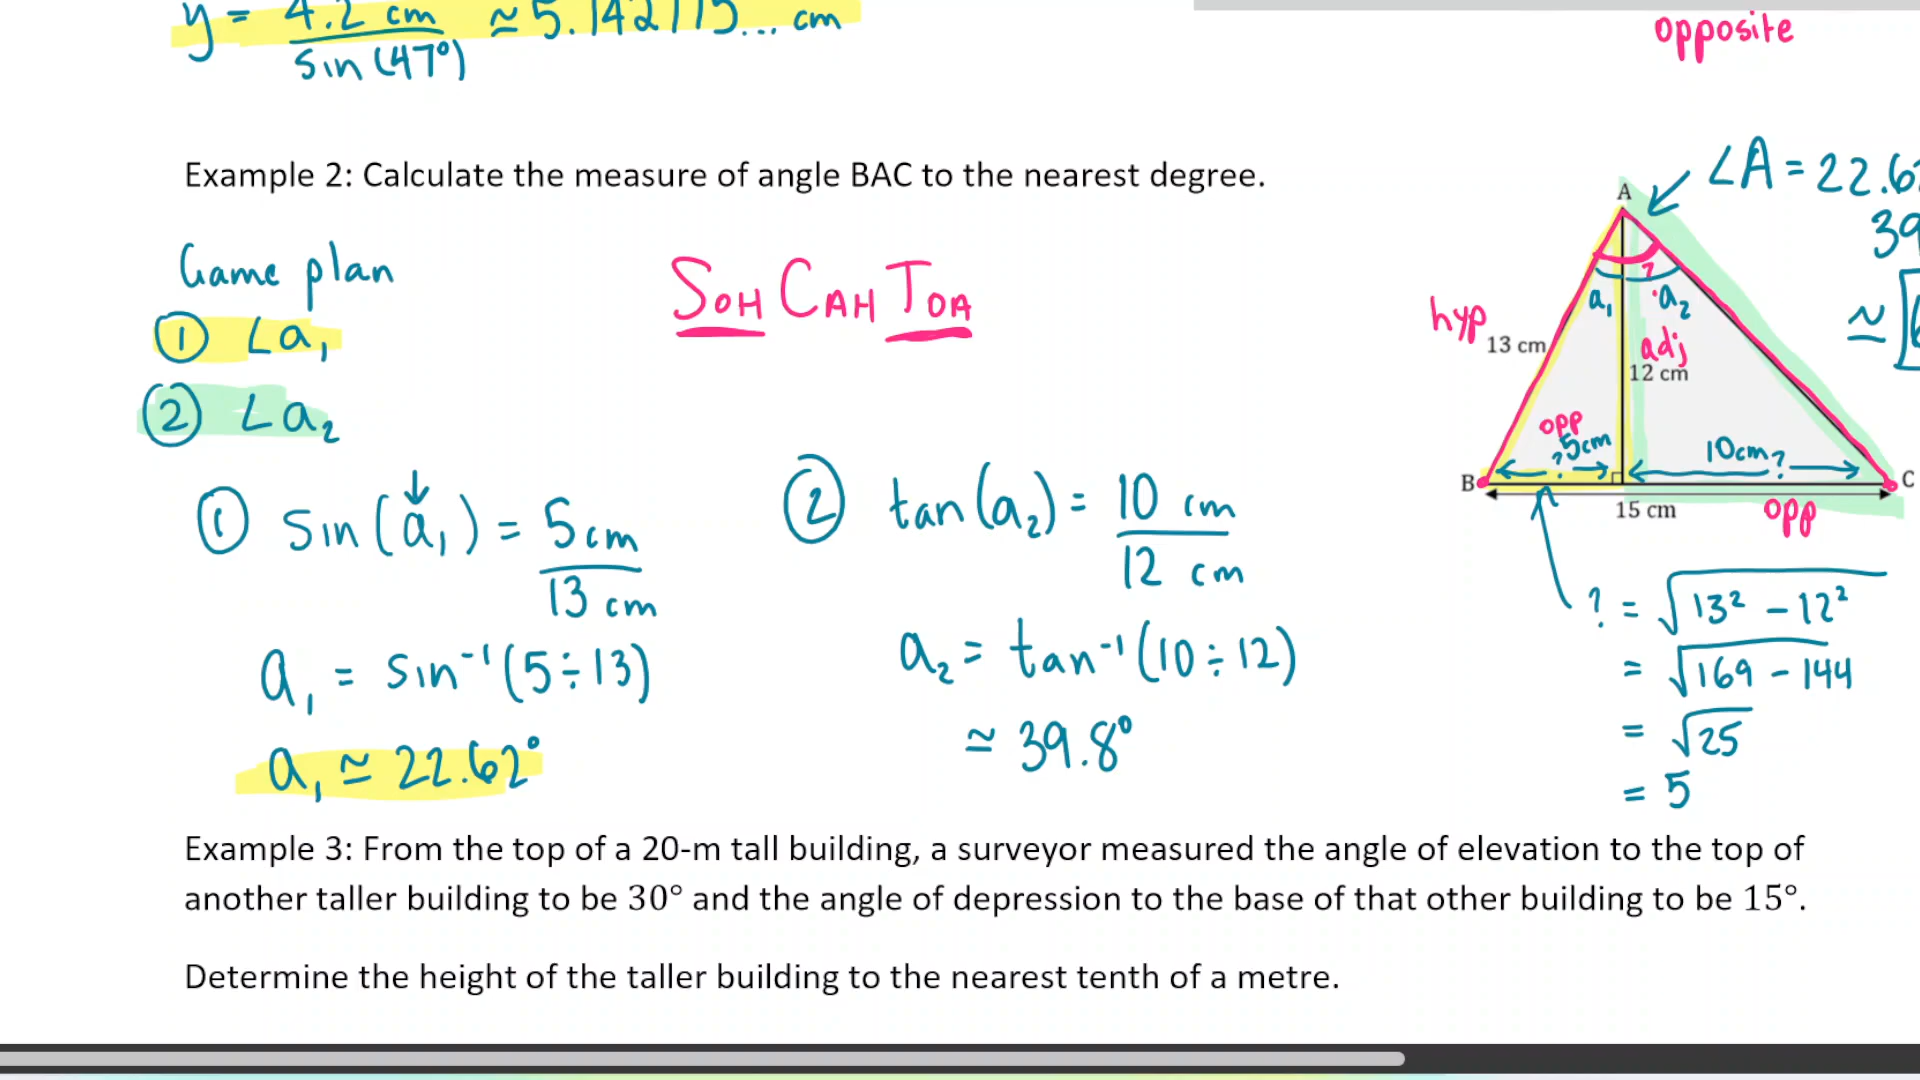 y = 4.2 cm / sin(47°) ≈ 5.142115... cm
opposite
Example 2: Calculate the measure of angle BAC to the nearest degree.
∠A = 22.62
39
≈
Game plan
① ∠a₁
② ∠a₂
SOH CAH TOA
A
?
a₁ a₂
hyp
13 cm
adj
12 cm
opp
?5cm
10cm?
B
C
15 cm
opp
① sin(a₁) = 5cm / 13 cm
a₁ = sin⁻¹(5÷13)
a₁ ≈ 22.62°
② tan(a₂) = 10 cm / 12 cm
a₂ = tan⁻¹(10÷12)
≈ 39.8°
? = √13² – 12²
= √169 – 144
= √25
= 5
Example 3: From the top of a 20-m tall building, a surveyor measured the angle of elevation to the top of
another taller building to be 30° and the angle of depression to the base of that other building to be 15°.
Determine the height of the taller building to the nearest tenth of a metre.